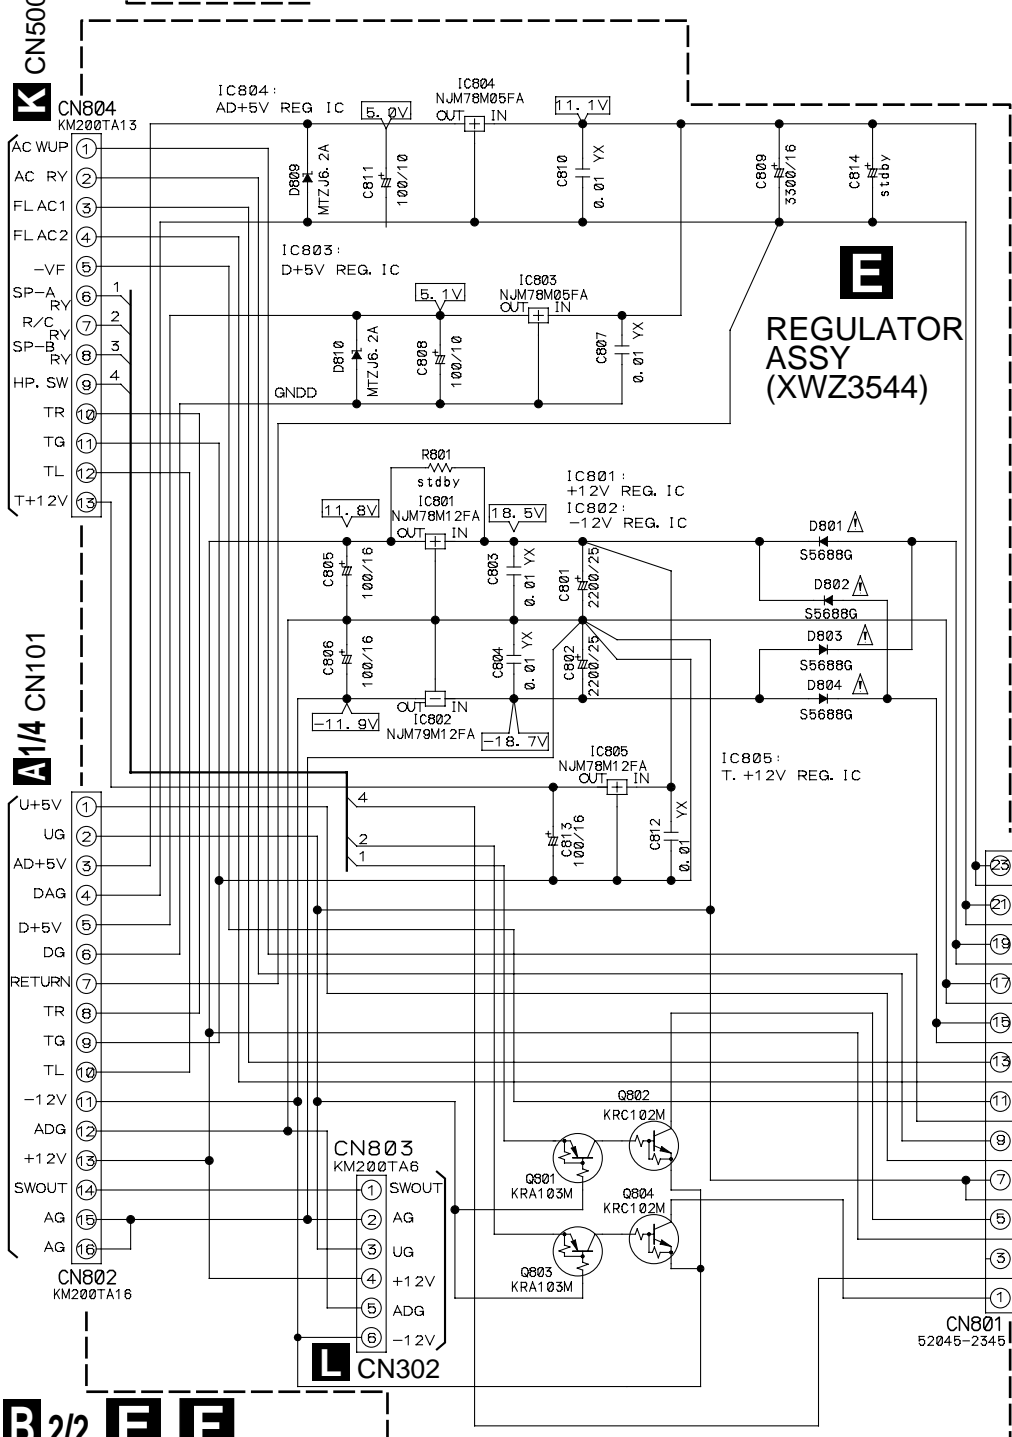 K CN500
IC804:
AD+5V REG IC
IC804
NJM78M05FA
OUT + IN
5.0V
11.1V
CN804
KM200TA13
AC WUP 1
AC RY 2
FL AC1 3
FL AC2 4
-VF 5
SP-A RY 6 1
R/C RY 7 2
SP-B RY 8 3
HP. SW 9 4
TR 10
TG 11
TL 12
T+12V 13
D809
MTZJ6.2A
C811
100/10
C810
0.01 YX
C809
3300/16
C814
stdby
IC803:
D+5V REG. IC
IC803
NJM78M05FA
OUT + IN
5.1V
D810
MTZJ6.2A
C808
100/10
C807
0.01 YX
GNDD
E
REGULATOR
ASSY
(XWZ3544)
R801
stdby
IC801
NJM78M12FA
OUT + IN
11.8V
18.5V
IC801:
+12V REG. IC
IC802:
-12V REG. IC
C805
100/16
C803
0.01 YX
C801
2200/25
D801
S5688G
D802
S5688G
D803
S5688G
D804
S5688G
C806
100/16
C804
0.01 YX
C802
2200/25
OUT - IN
IC802
NJM79M12FA
-11.9V
-18.7V
IC805
NJM78M12FA
OUT + IN
IC805:
T. +12V REG. IC
C813
100/16
C812
0.01 YX
4
2
1
A1/4 CN101
U+5V 1
UG 2
AD+5V 3
DAG 4
D+5V 5
DG 6
RETURN 7
TR 8
TG 9
TL 10
-12V 11
ADG 12
+12V 13
SWOUT 14
AG 15
AG 16
CN802
KM200TA16
CN803
KM200TA6
1 SWOUT
2 AG
3 UG
4 +12V
5 ADG
6 -12V
L CN302
Q802
KRC102M
Q801
KRA103M
Q804
KRC102M
Q803
KRA103M
23
21
19
17
15
13
11
9
7
5
3
1
CN801
52045-2345
B 2/2